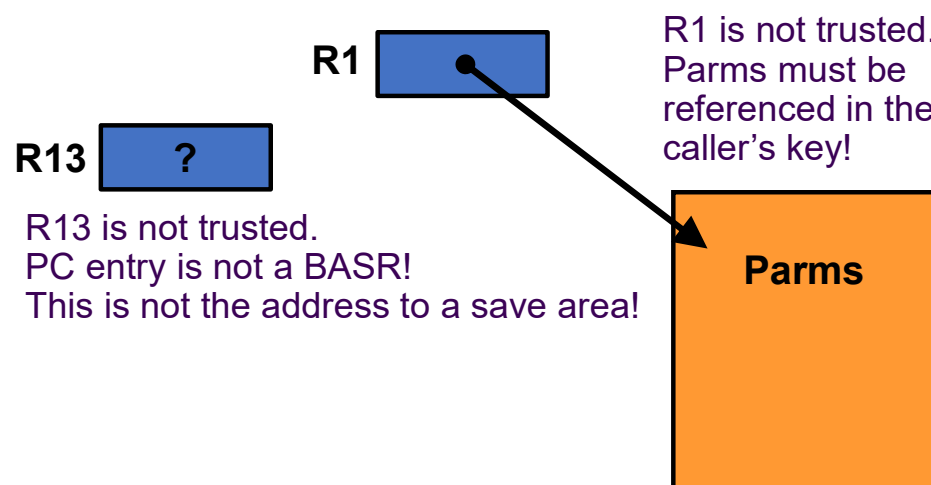 R1
R1 is not trusted.
Parms must be
referenced in the
caller's key!
R13
?
R13 is not trusted.
PC entry is not a BASR!
This is not the address to a save area!
Parms